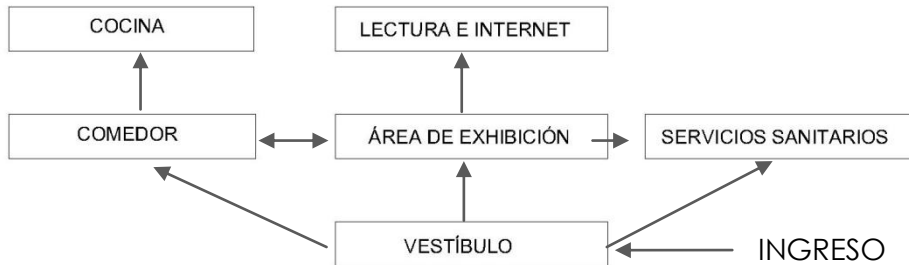 COCINA
LECTURA E INTERNET
COMEDOR
ÁREA DE EXHIBICIÓN
SERVICIOS SANITARIOS
VESTÍBULO
INGRESO